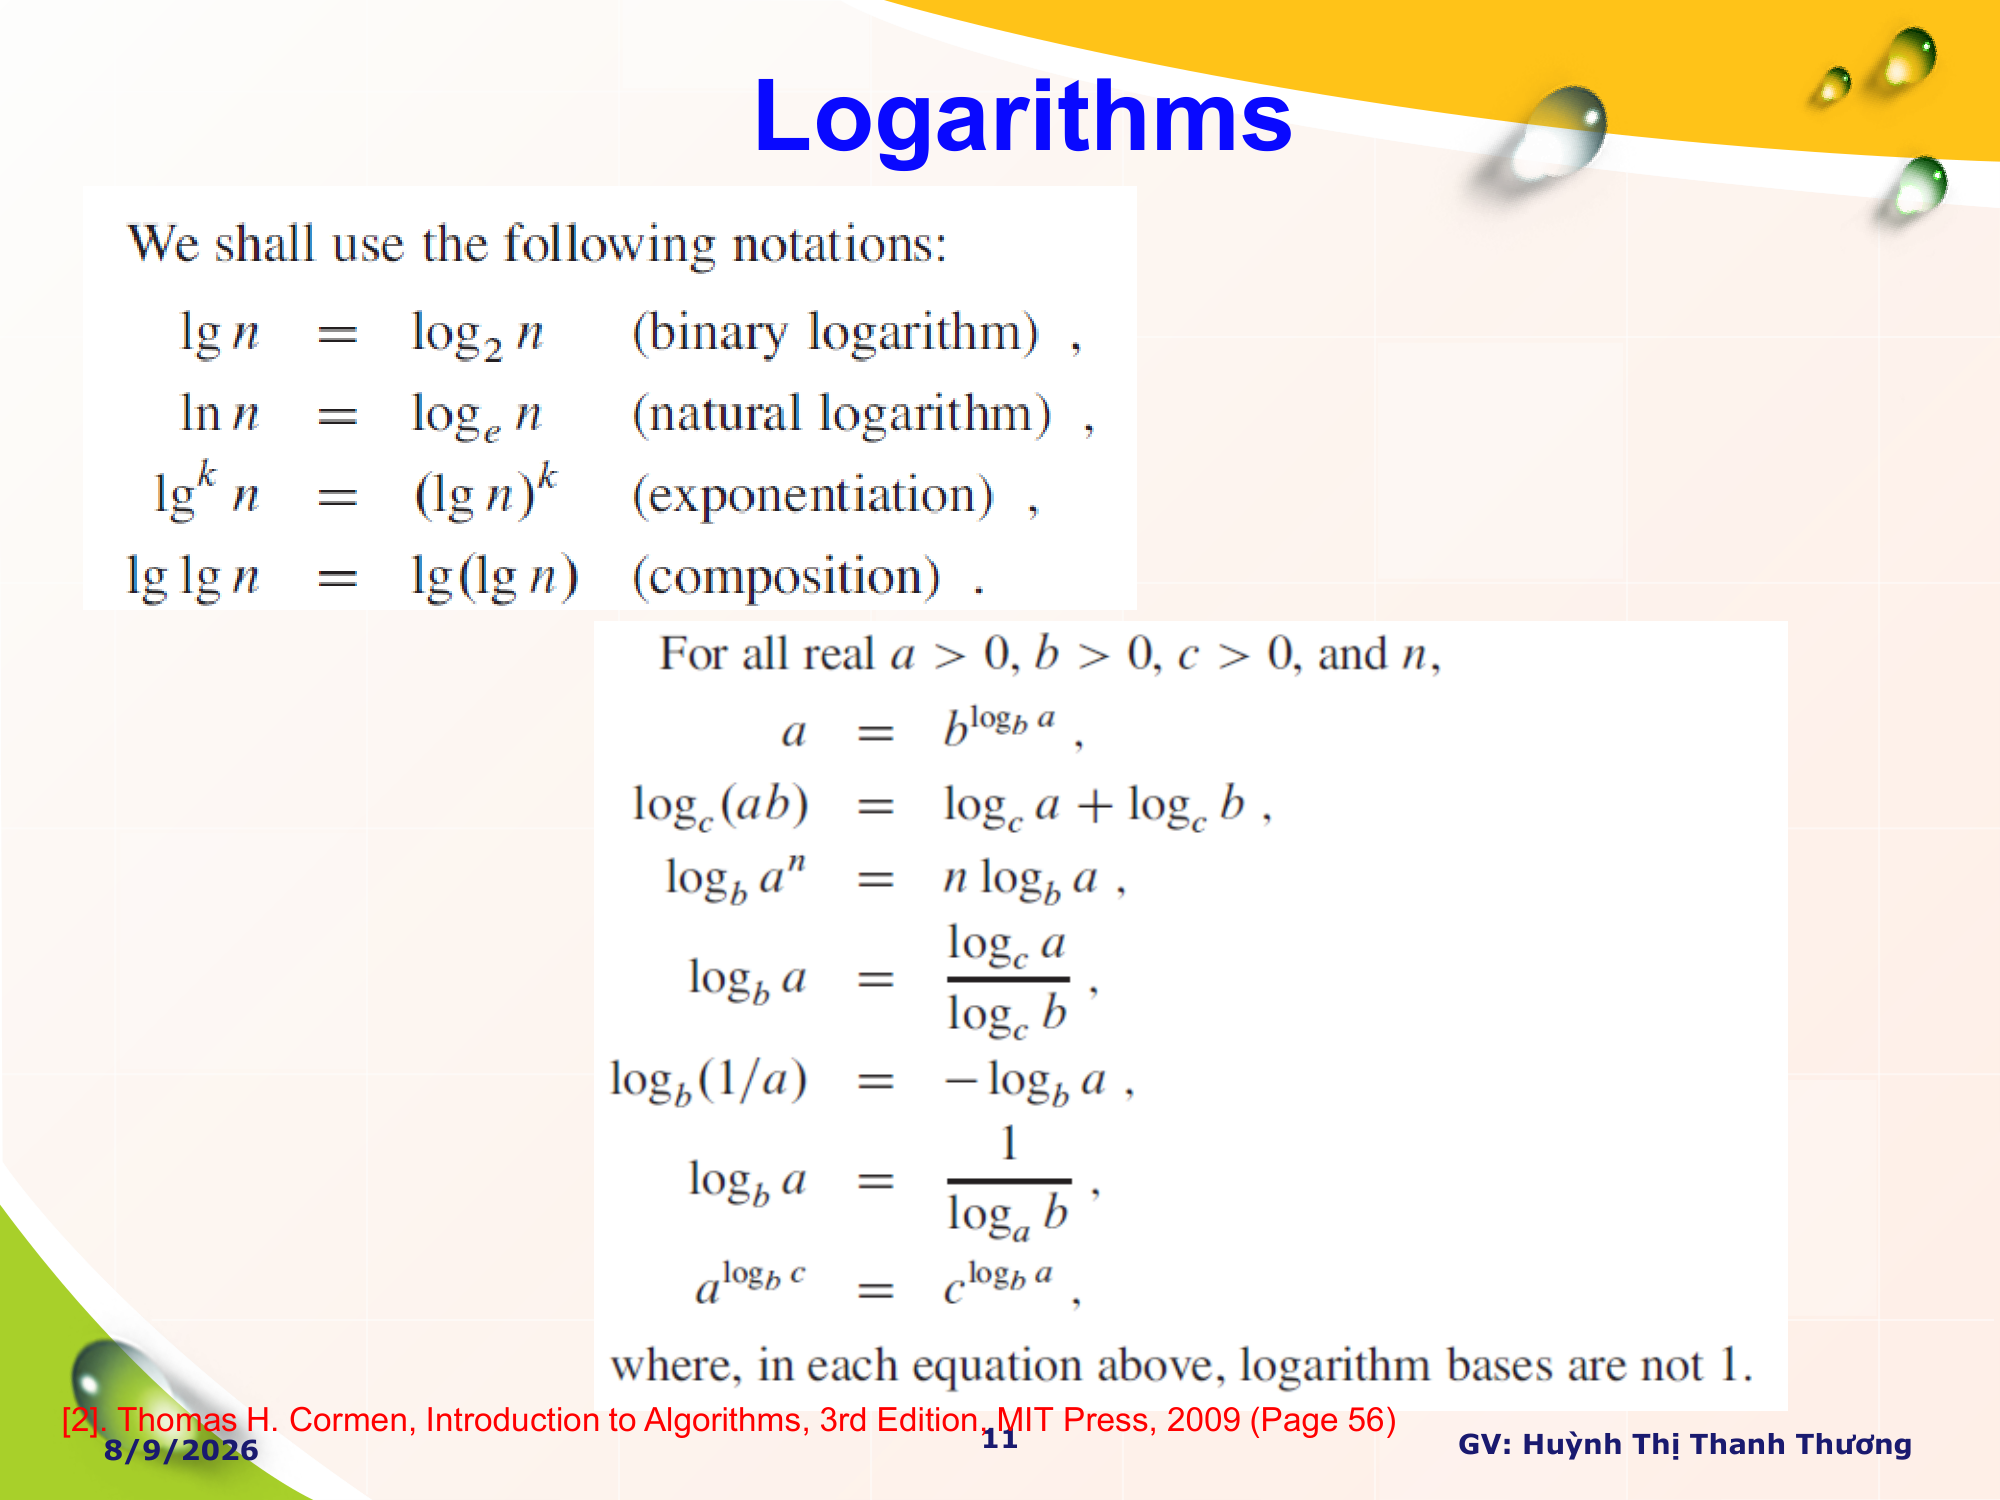 Logarithms
We shall use the following notations:
lg n = log₂ n (binary logarithm) ,
ln n = logₑ n (natural logarithm) ,
lgᵏ n = (lg n)ᵏ (exponentiation) ,
lg lg n = lg(lg n) (composition) .
For all real a > 0, b > 0, c > 0, and n,
a = b^{log_b a} ,
log_c(ab) = log_c a + log_c b ,
log_b aⁿ = n log_b a ,
log_b a = \frac{log_c a}{log_c b} ,
log_b(1/a) = − log_b a ,
log_b a = \frac{1}{log_a b} ,
a^{log_b c} = c^{log_b a} ,
where, in each equation above, logarithm bases are not 1.
[2]. Thomas H. Cormen, Introduction to Algorithms, 3rd Edition, MIT Press, 2009 (Page 56)
8/9/2026
11
GV: Huỳnh Thị Thanh Thương